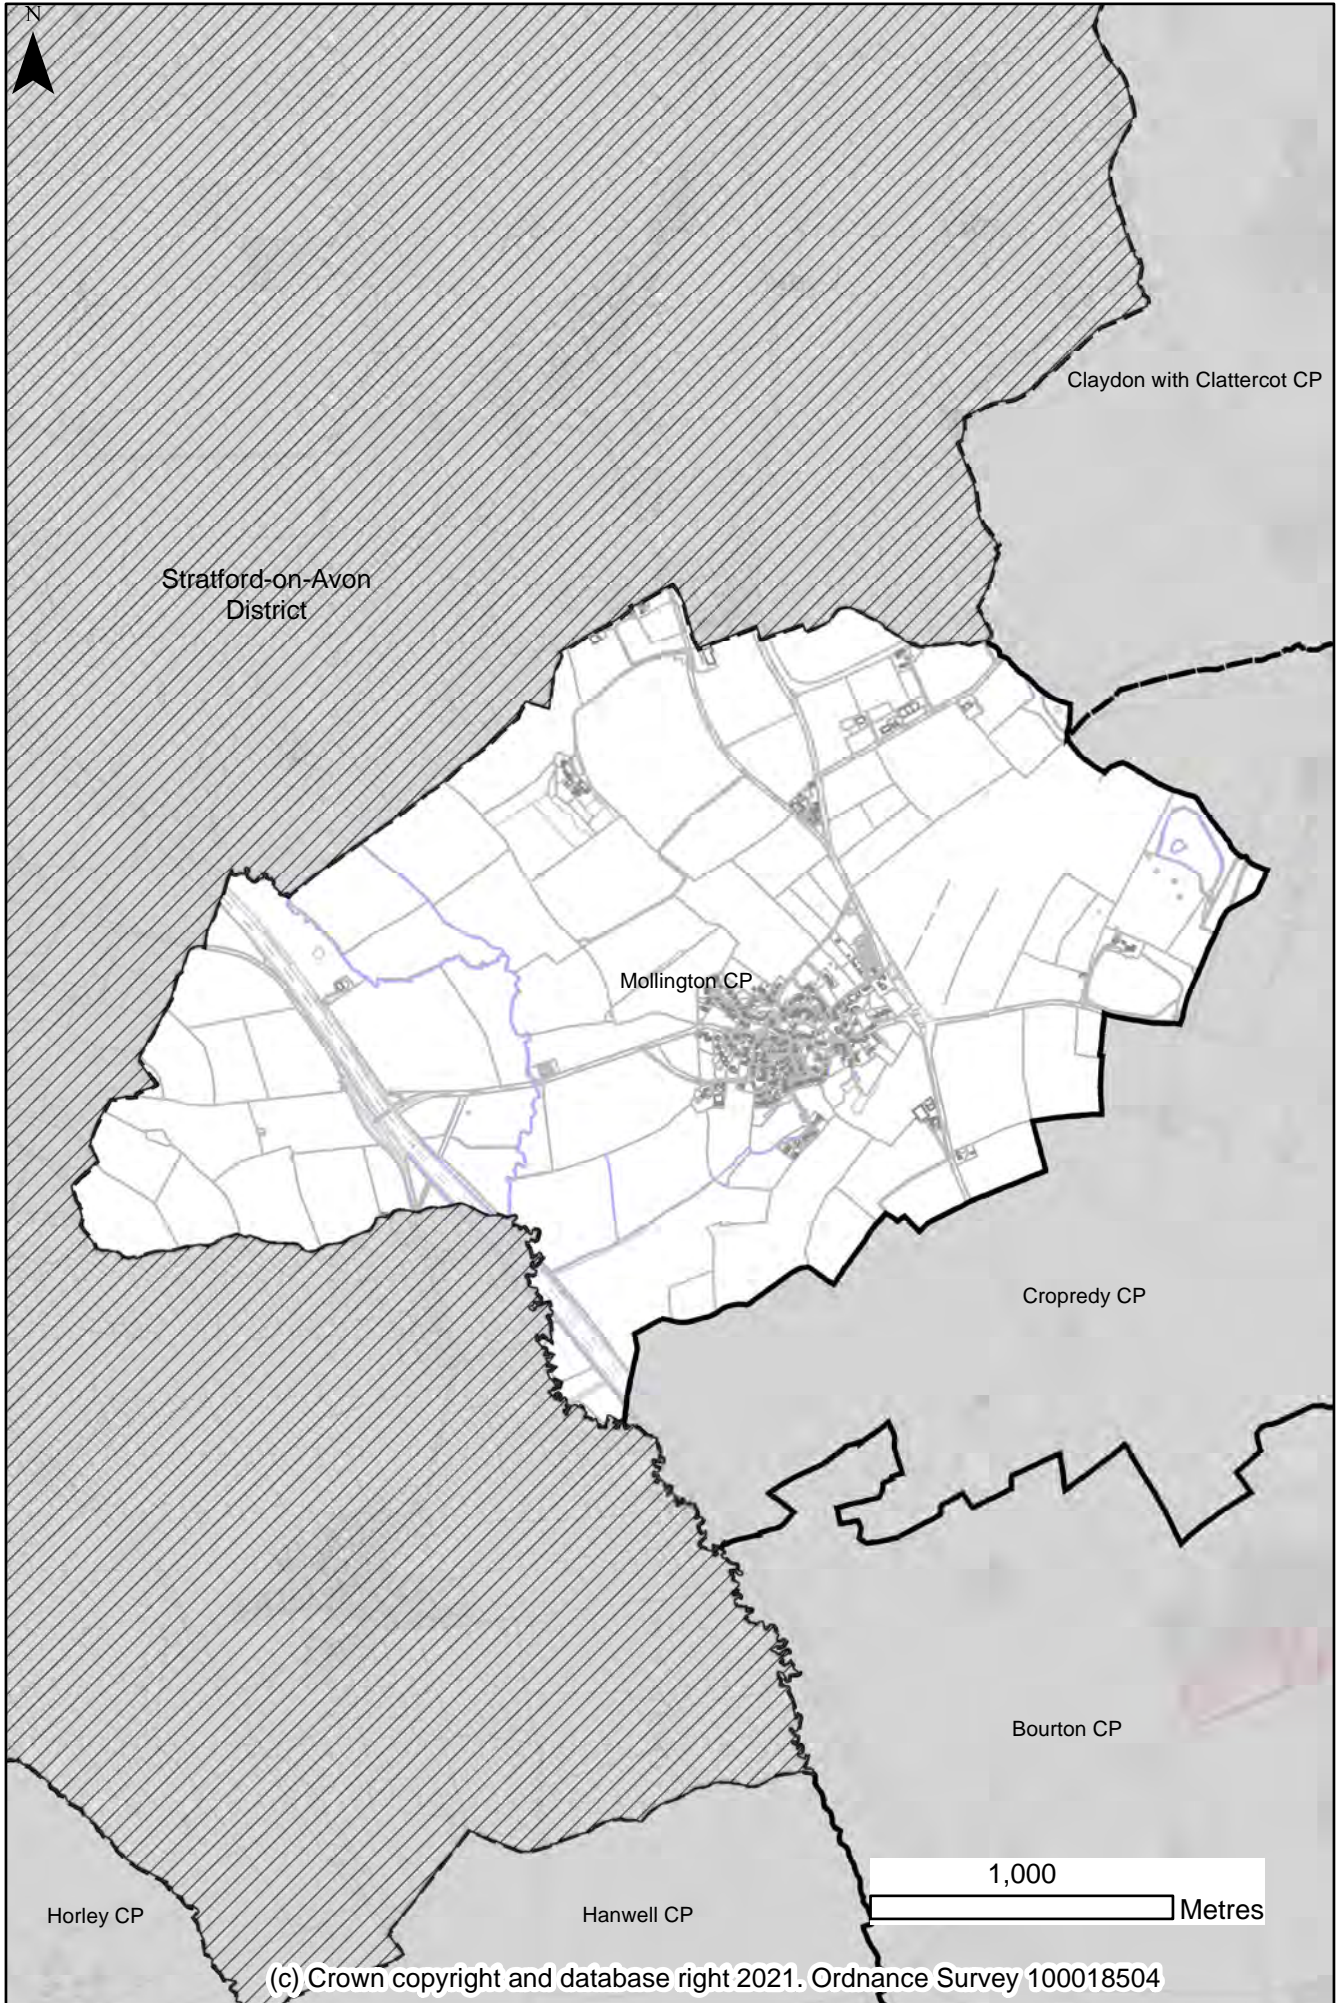 N
Claydon with Clattercot CP
Stratford-on-Avon
District
Mollington CP
Cropredy CP
Bourton CP
1,000
Metres
Horley CP
Hanwell CP
(c) Crown copyright and database right 2021. Ordnance Survey 100018504